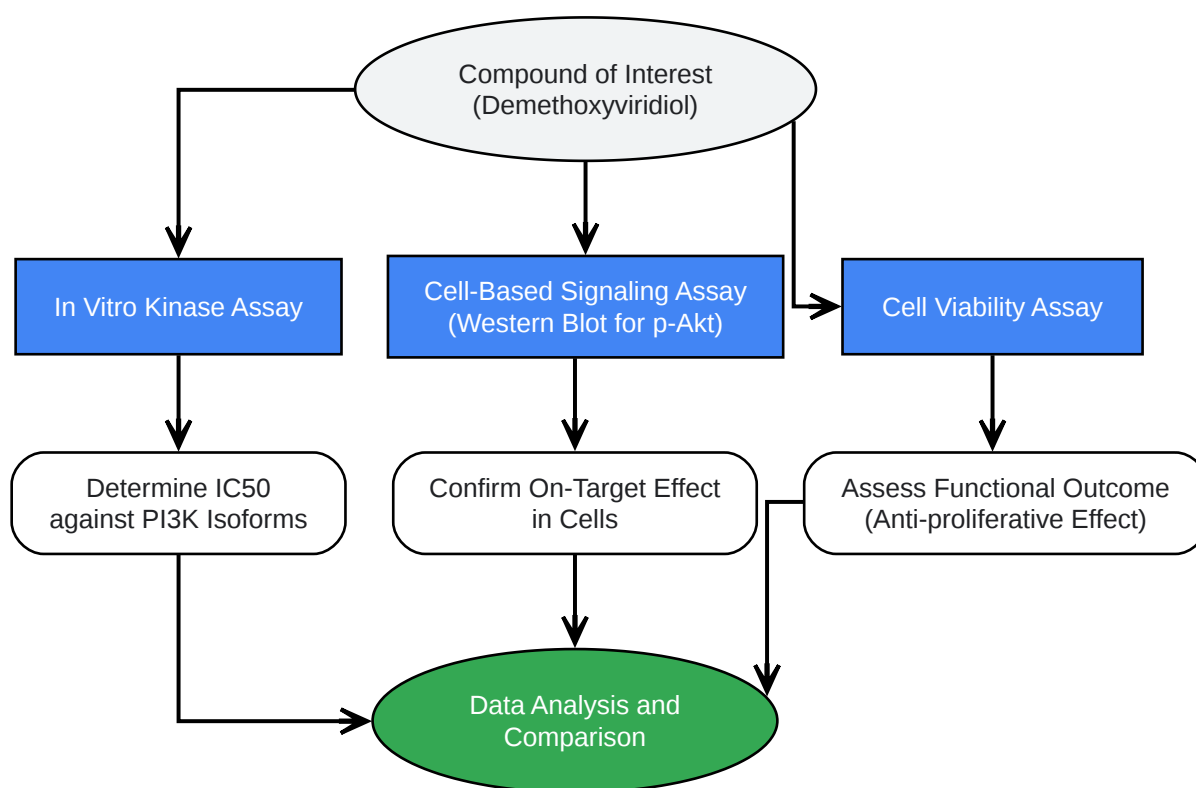 Compound of Interest
(Demethoxyviridiol)
In Vitro Kinase Assay
Cell-Based Signaling Assay
(Western Blot for p-Akt)
Cell Viability Assay
Determine IC50
against PI3K Isoforms
Confirm On-Target Effect
in Cells
Assess Functional Outcome
(Anti-proliferative Effect)
Data Analysis and
Comparison